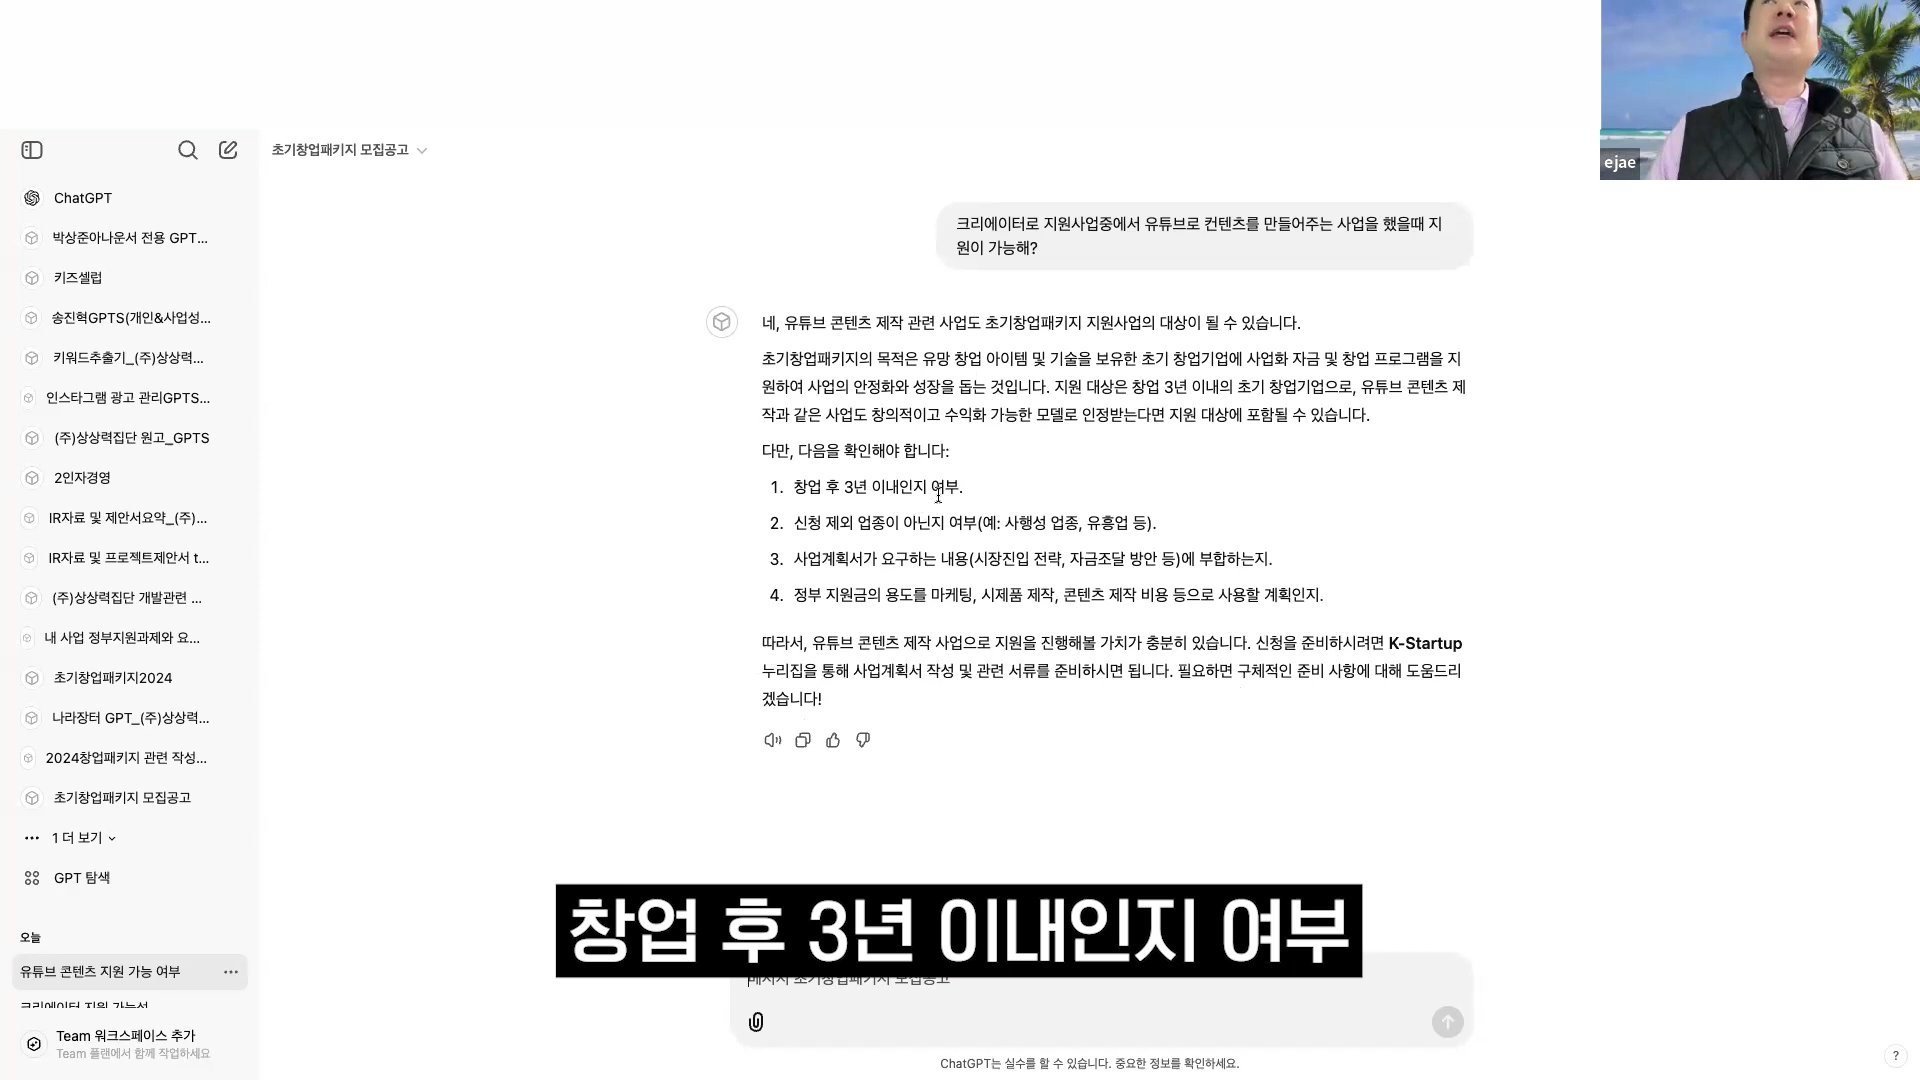 ejae
초기창업패키지 모집공고
ChatGPT
박상준아나운서 전용 GPT...
키즈셀럽
송진혁GPTS(개인&사업성...
키워드추출기_(주)상상력...
인스타그램 광고 관리GPTS...
(주)상상력집단 원고_GPTS
2인자경영
IR자료 및 제안서요약_(주)...
IR자료 및 프로젝트제안서 t...
(주)상상력집단 개발관련 ...
내 사업 정부지원과제와 요...
초기창업패키지2024
나라장터 GPT_(주)상상력...
2024창업패키지 관련 작성...
초기창업패키지 모집공고
1 더 보기
GPT 탐색
오늘
유튜브 콘텐츠 지원 가능 여부
크리에이터 지원 가능성
Team 워크스페이스 추가
Team 플랜에서 함께 작업하세요
크리에이터로 지원사업중에서 유튜브로 컨텐츠를 만들어주는 사업을 했을때 지
원이 가능해?
네, 유튜브 콘텐츠 제작 관련 사업도 초기창업패키지 지원사업의 대상이 될 수 있습니다.
초기창업패키지의 목적은 유망 창업 아이템 및 기술을 보유한 초기 창업기업에 사업화 자금 및 창업 프로그램을 지
원하여 사업의 안정화와 성장을 돕는 것입니다. 지원 대상은 창업 3년 이내의 초기 창업기업으로, 유튜브 콘텐츠 제
작과 같은 사업도 창의적이고 수익화 가능한 모델로 인정받는다면 지원 대상에 포함될 수 있습니다.
다만, 다음을 확인해야 합니다:
1. 창업 후 3년 이내인지 여부.
2. 신청 제외 업종이 아닌지 여부(예: 사행성 업종, 유흥업 등).
3. 사업계획서가 요구하는 내용(시장진입 전략, 자금조달 방안 등)에 부합하는지.
4. 정부 지원금의 용도를 마케팅, 시제품 제작, 콘텐츠 제작 비용 등으로 사용할 계획인지.
따라서, 유튜브 콘텐츠 제작 사업으로 지원을 진행해볼 가치가 충분히 있습니다. 신청을 준비하시려면 K-Startup
누리집을 통해 사업계획서 작성 및 관련 서류를 준비하시면 됩니다. 필요하면 구체적인 준비 사항에 대해 도움드리
겠습니다!
창업 후 3년 이내인지 여부
메시지 초기창업패키지 모집공고
ChatGPT는 실수를 할 수 있습니다. 중요한 정보를 확인하세요.
?